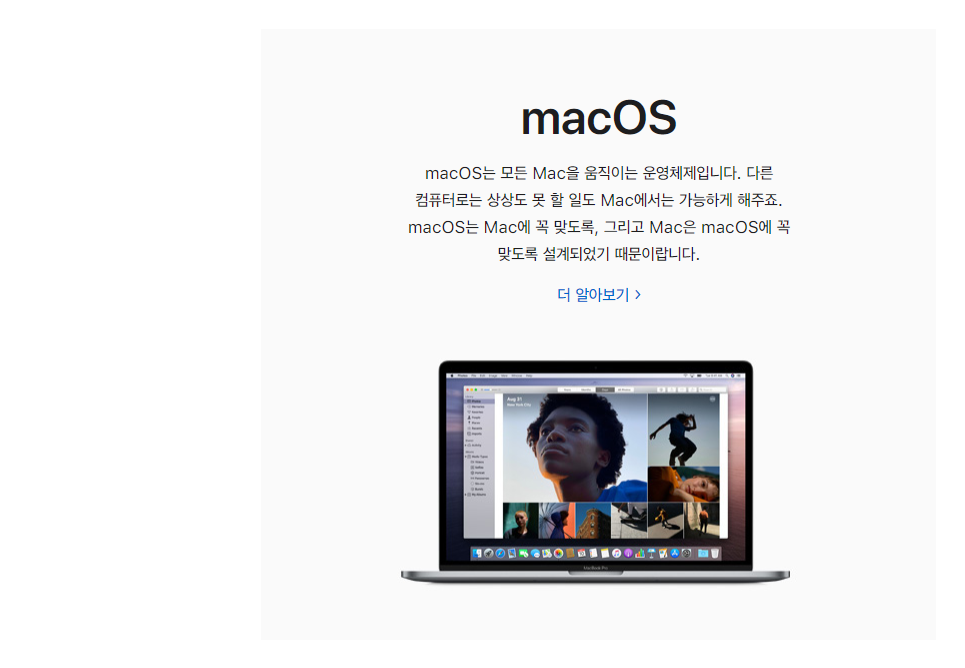 macOS
macOS는 모든 Mac을 움직이는 운영체제입니다. 다른
컴퓨터로는 상상도 못 할 일도 Mac에서는 가능하게 해주죠.
macOS는 Mac에 꼭 맞도록, 그리고 Mac은 macOS에 꼭
맞도록 설계되었기 때문이랍니다.
더 알아보기 >
Aug 31
New York City
MacBook Pro